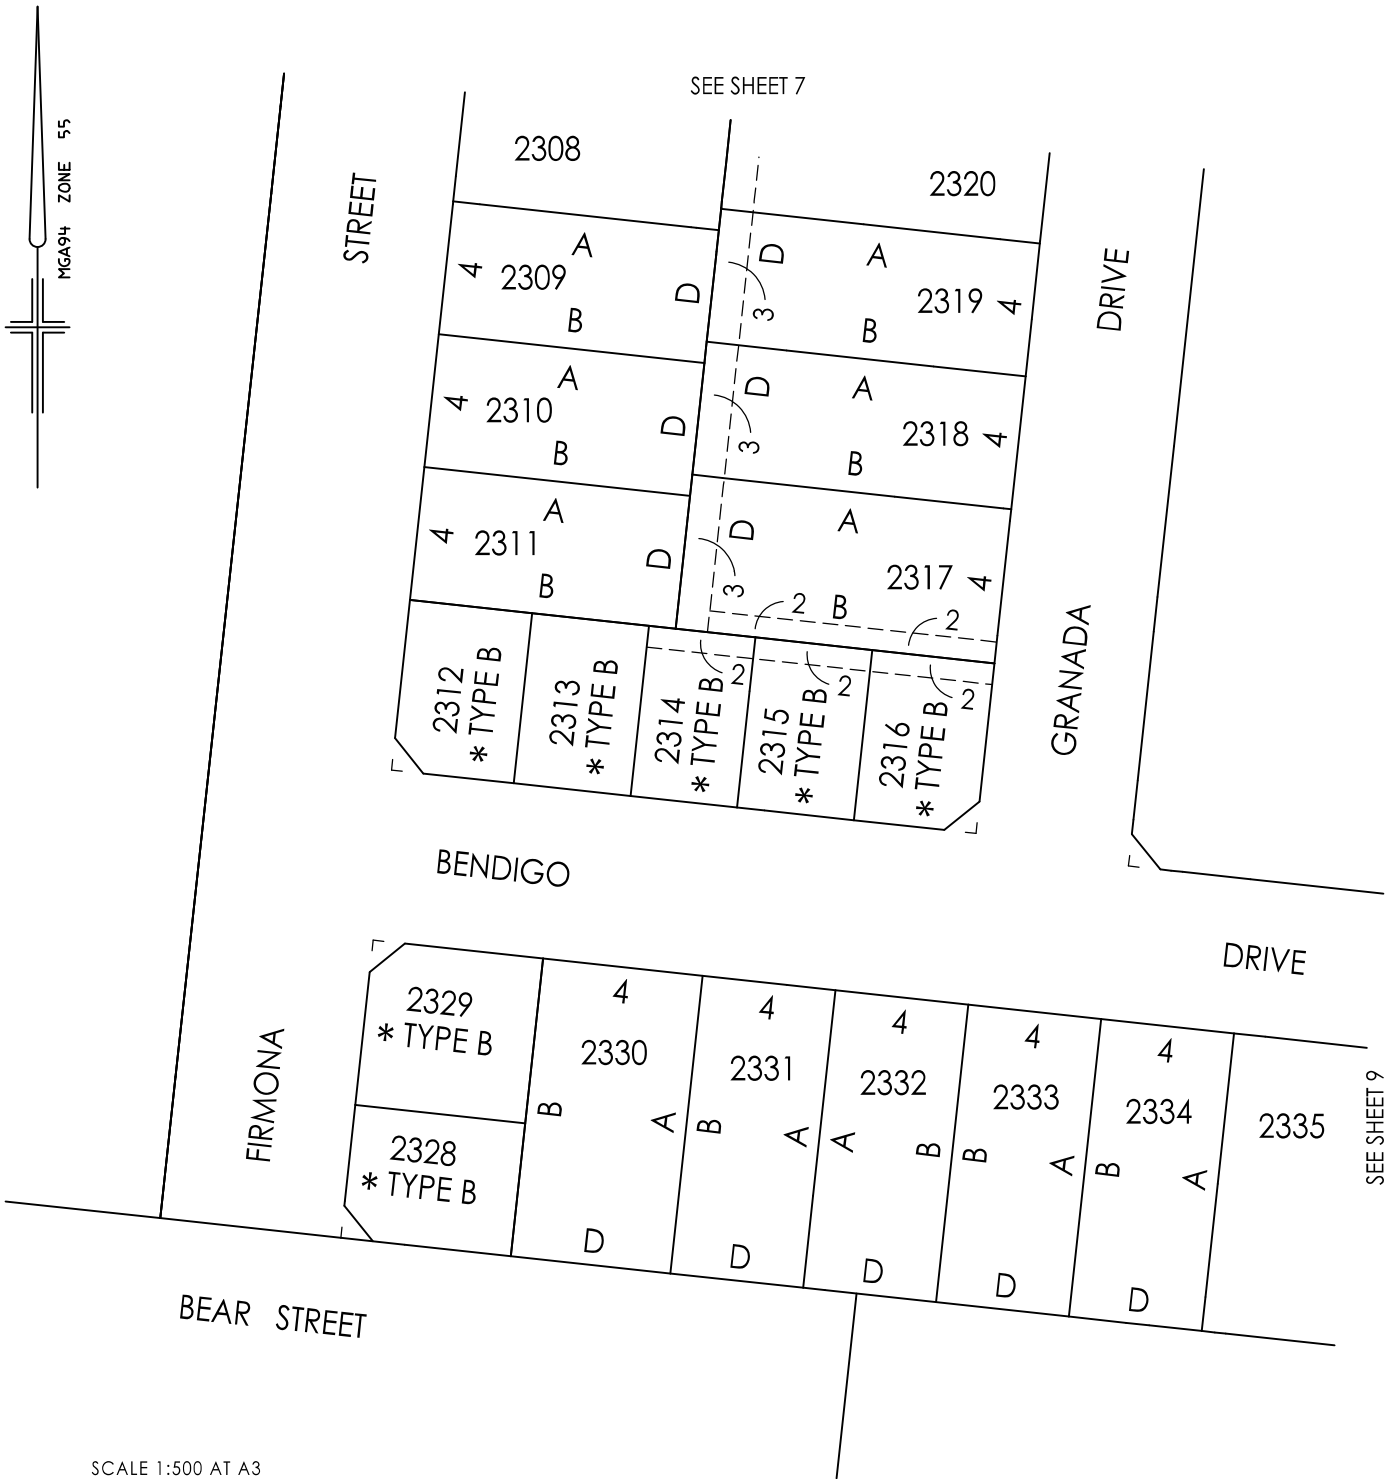 MGA94 ZONE 55
SEE SHEET 7
2308
2320
STREET
DRIVE
A
4 2309 D
B
D A
3 2319 4
B
A
4 2310 D
B
D A
3 2318 4
B
A
4 2311 D
B
D A
3 2317 4
B
2
2
2312
* TYPE B
2313
* TYPE B
2314
* TYPE B
2
2315
* TYPE B
2
2316
* TYPE B
2
GRANADA
BENDIGO
DRIVE
2329
* TYPE B
2328
* TYPE B
FIRMONA
4
2330
B A
D
4
2331
B A
D
4
2332
A B
D
4
2333
B A
D
4
2334
B A
D
2335
SEE SHEET 9
BEAR STREET
SCALE 1:500 AT A3